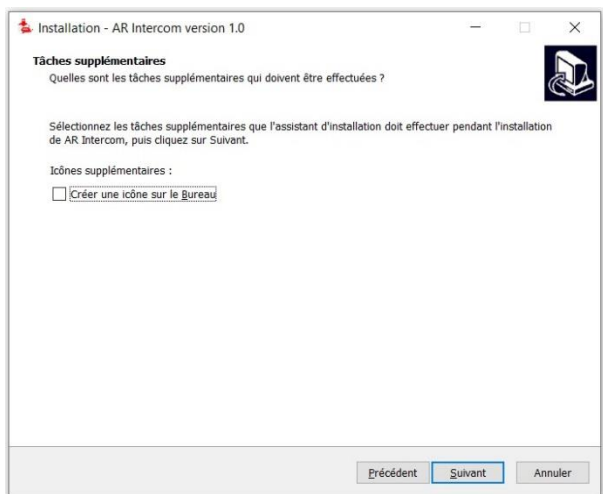 Installation - AR Intercom version 1.0
Tâches supplémentaires
Quelles sont les tâches supplémentaires qui doivent être effectuées ?
Sélectionnez les tâches supplémentaires que l'assistant d'installation doit effectuer pendant l'installation
de AR Intercom, puis cliquez sur Suivant.
Icônes supplémentaires :
Créer une icône sur le Bureau
Précédent Suivant Annuler